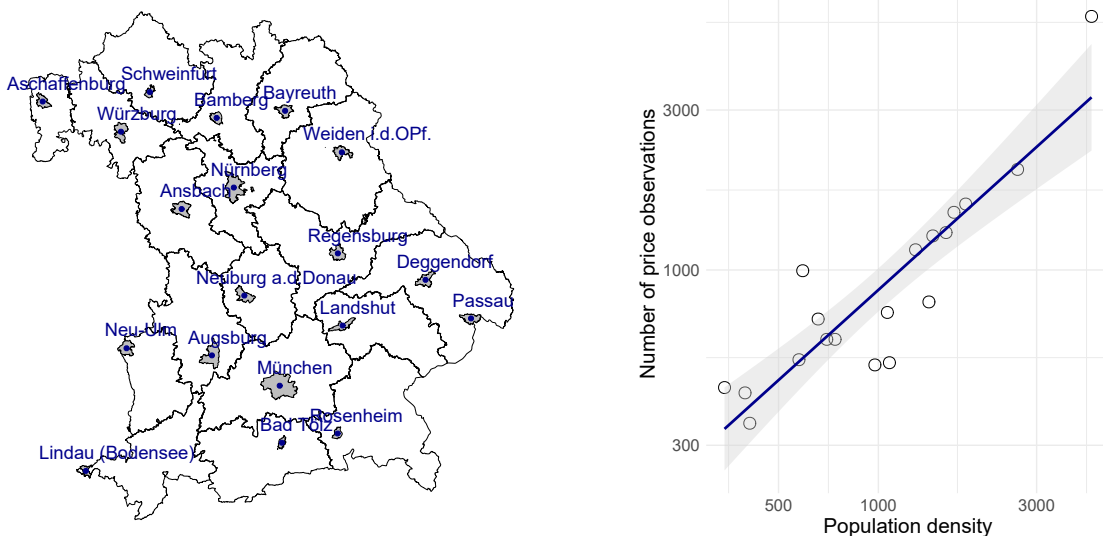 Schweinfurt
Aschaffenburg
Bayreuth
Bamberg
Würzburg
Weiden i.d.OPf.
Nürnberg
Ansbach
Regensburg
Deggendorf
Neuburg a.d.Donau
Passau
Landshut
Neu-Ulm
Augsburg
München
Rosenheim
Bad Tölz
Lindau (Bodensee)
Number of price observations
3000
1000
300
500
1000
3000
Population density